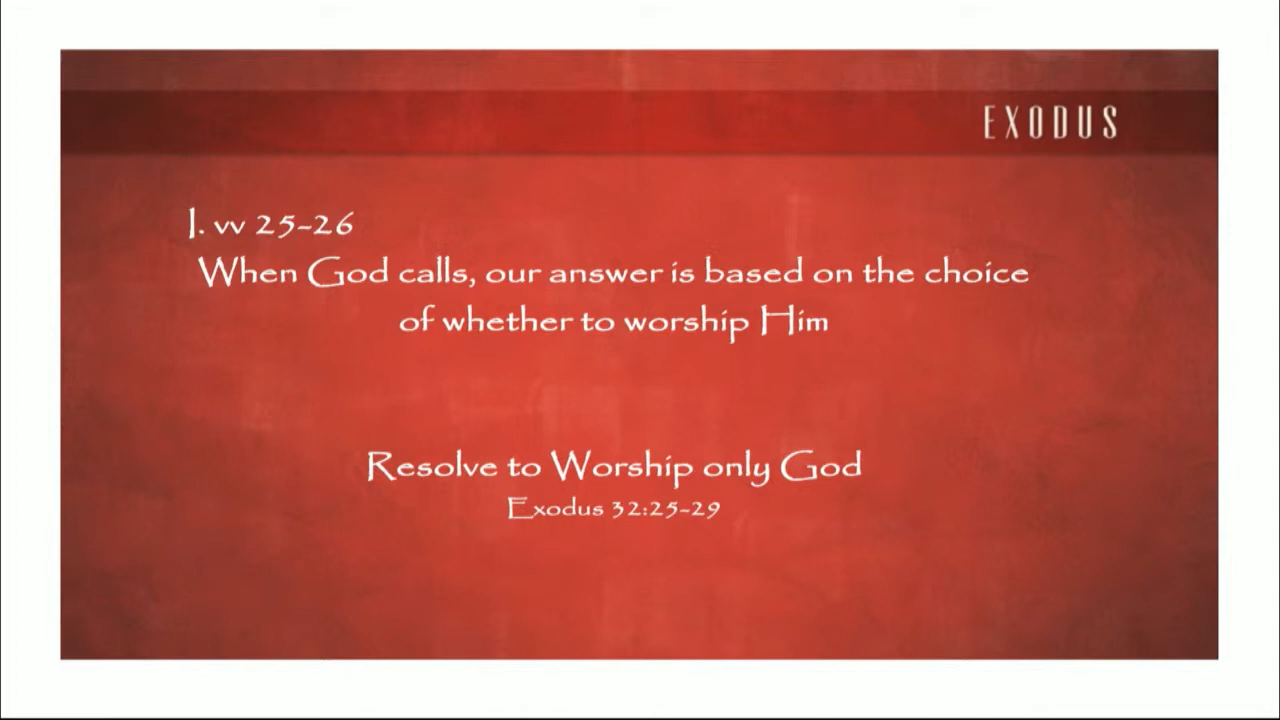 EXODUS
I. vv 25-26
When God calls, our answer is based on the choice
of whether to worship Him
Resolve to Worship only God
Exodus 32:25-29